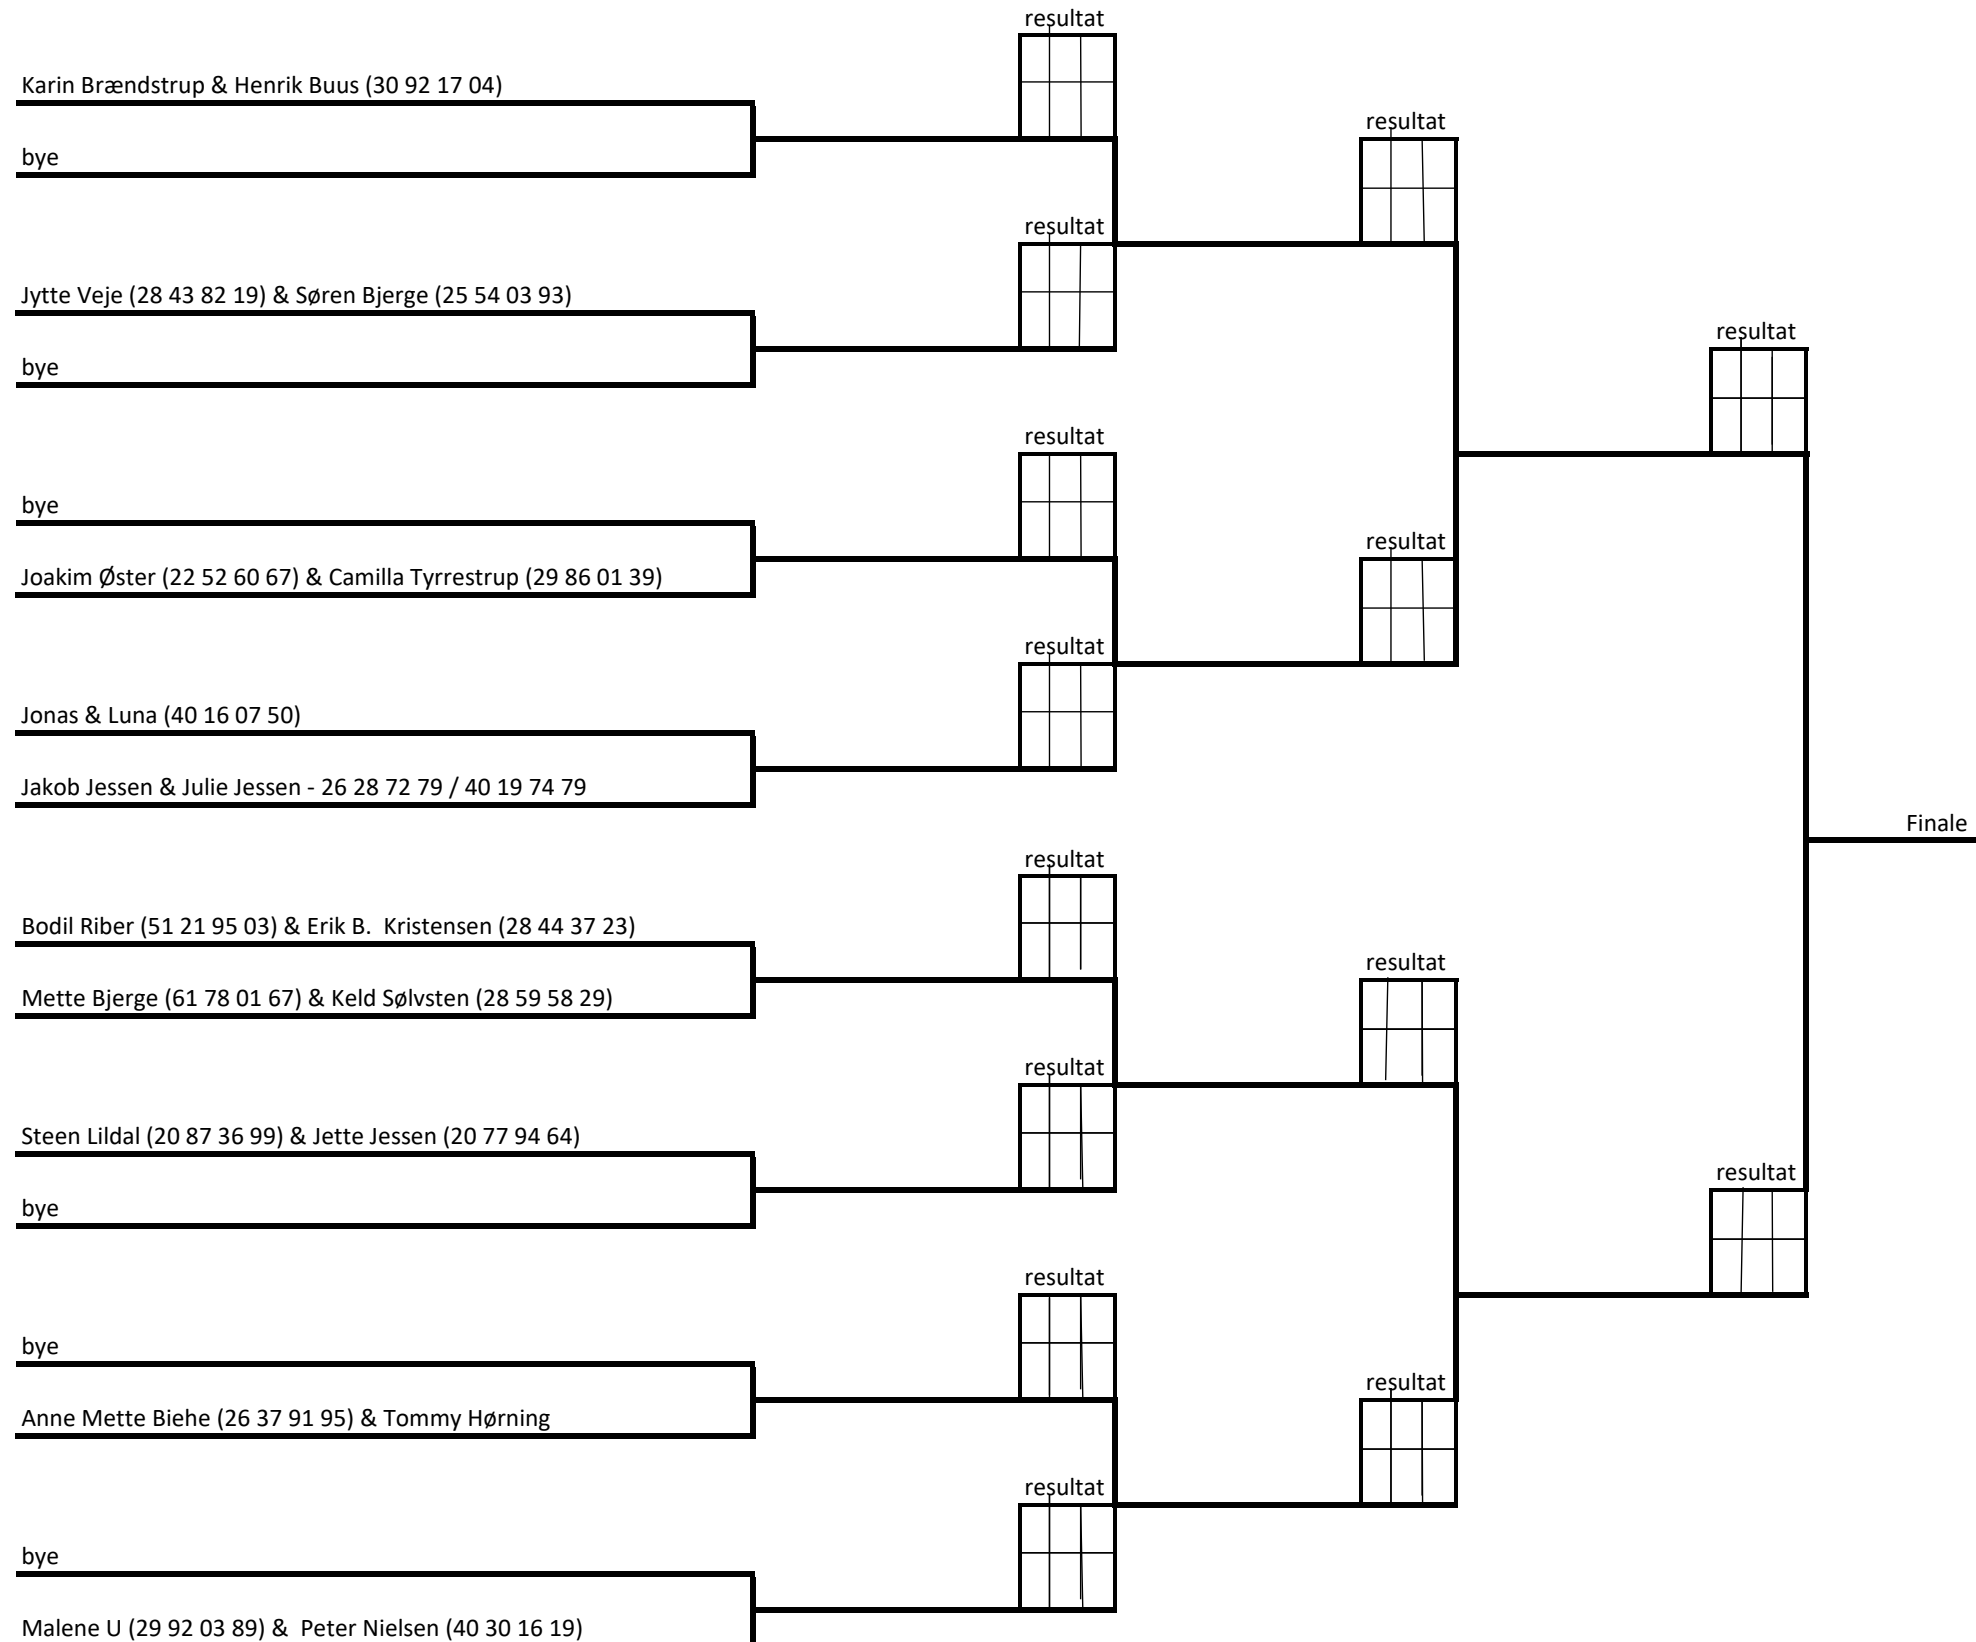 resultat
Karin Brændstrup & Henrik Buus (30 92 17 04)
resultat
bye
resultat
Jytte Veje (28 43 82 19) & Søren Bjerge (25 54 03 93)
resultat
bye
resultat
bye
resultat
Joakim Øster (22 52 60 67) & Camilla Tyrrestrup (29 86 01 39)
resultat
Jonas & Luna (40 16 07 50)
Jakob Jessen & Julie Jessen - 26 28 72 79 / 40 19 74 79
Finale
resultat
Bodil Riber (51 21 95 03) & Erik B.  Kristensen (28 44 37 23)
resultat
Mette Bjerge (61 78 01 67) & Keld Sølvsten (28 59 58 29)
resultat
Steen Lildal (20 87 36 99) & Jette Jessen (20 77 94 64)
resultat
bye
resultat
bye
resultat
Anne Mette Biehe (26 37 91 95) & Tommy Hørning
resultat
bye
Malene U (29 92 03 89) &  Peter Nielsen (40 30 16 19)